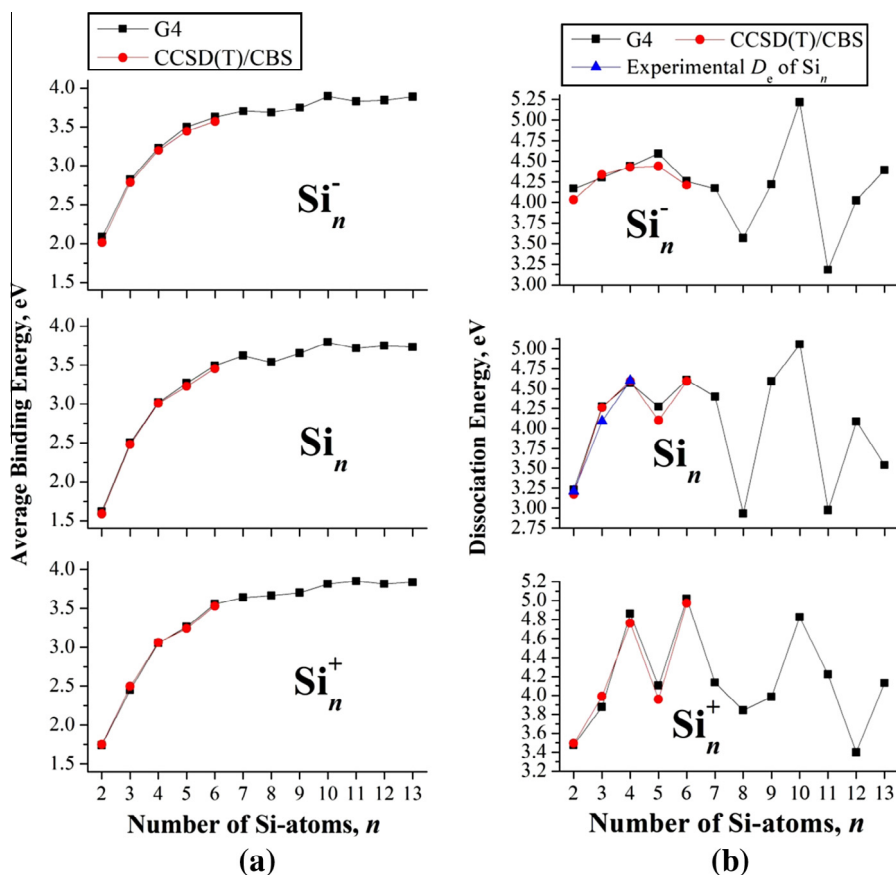 G4
CCSD(T)/CBS
Average Binding Energy, eV
4.0
3.5
3.0
2.5
2.0
1.5
Si n -
4.0
3.5
3.0
2.5
2.0
1.5
Si n
4.0
3.5
3.0
2.5
2.0
1.5
Si n +
2 3 4 5 6 7 8 9 10 11 12 13
Number of Si-atoms, n
(a)
G4 CCSD(T)/CBS
Experimental De of Sin
Dissociation Energy, eV
5.25
5.00
4.75
4.50
4.25
4.00
3.75
3.50
3.25
3.00
Si n -
5.00
4.75
4.50
4.25
4.00
3.75
3.50
3.25
3.00
2.75
Si n
5.2
5.0
4.8
4.6
4.4
4.2
4.0
3.8
3.6
3.4
3.2
Si n +
2 3 4 5 6 7 8 9 10 11 12 13
Number of Si-atoms, n
(b)